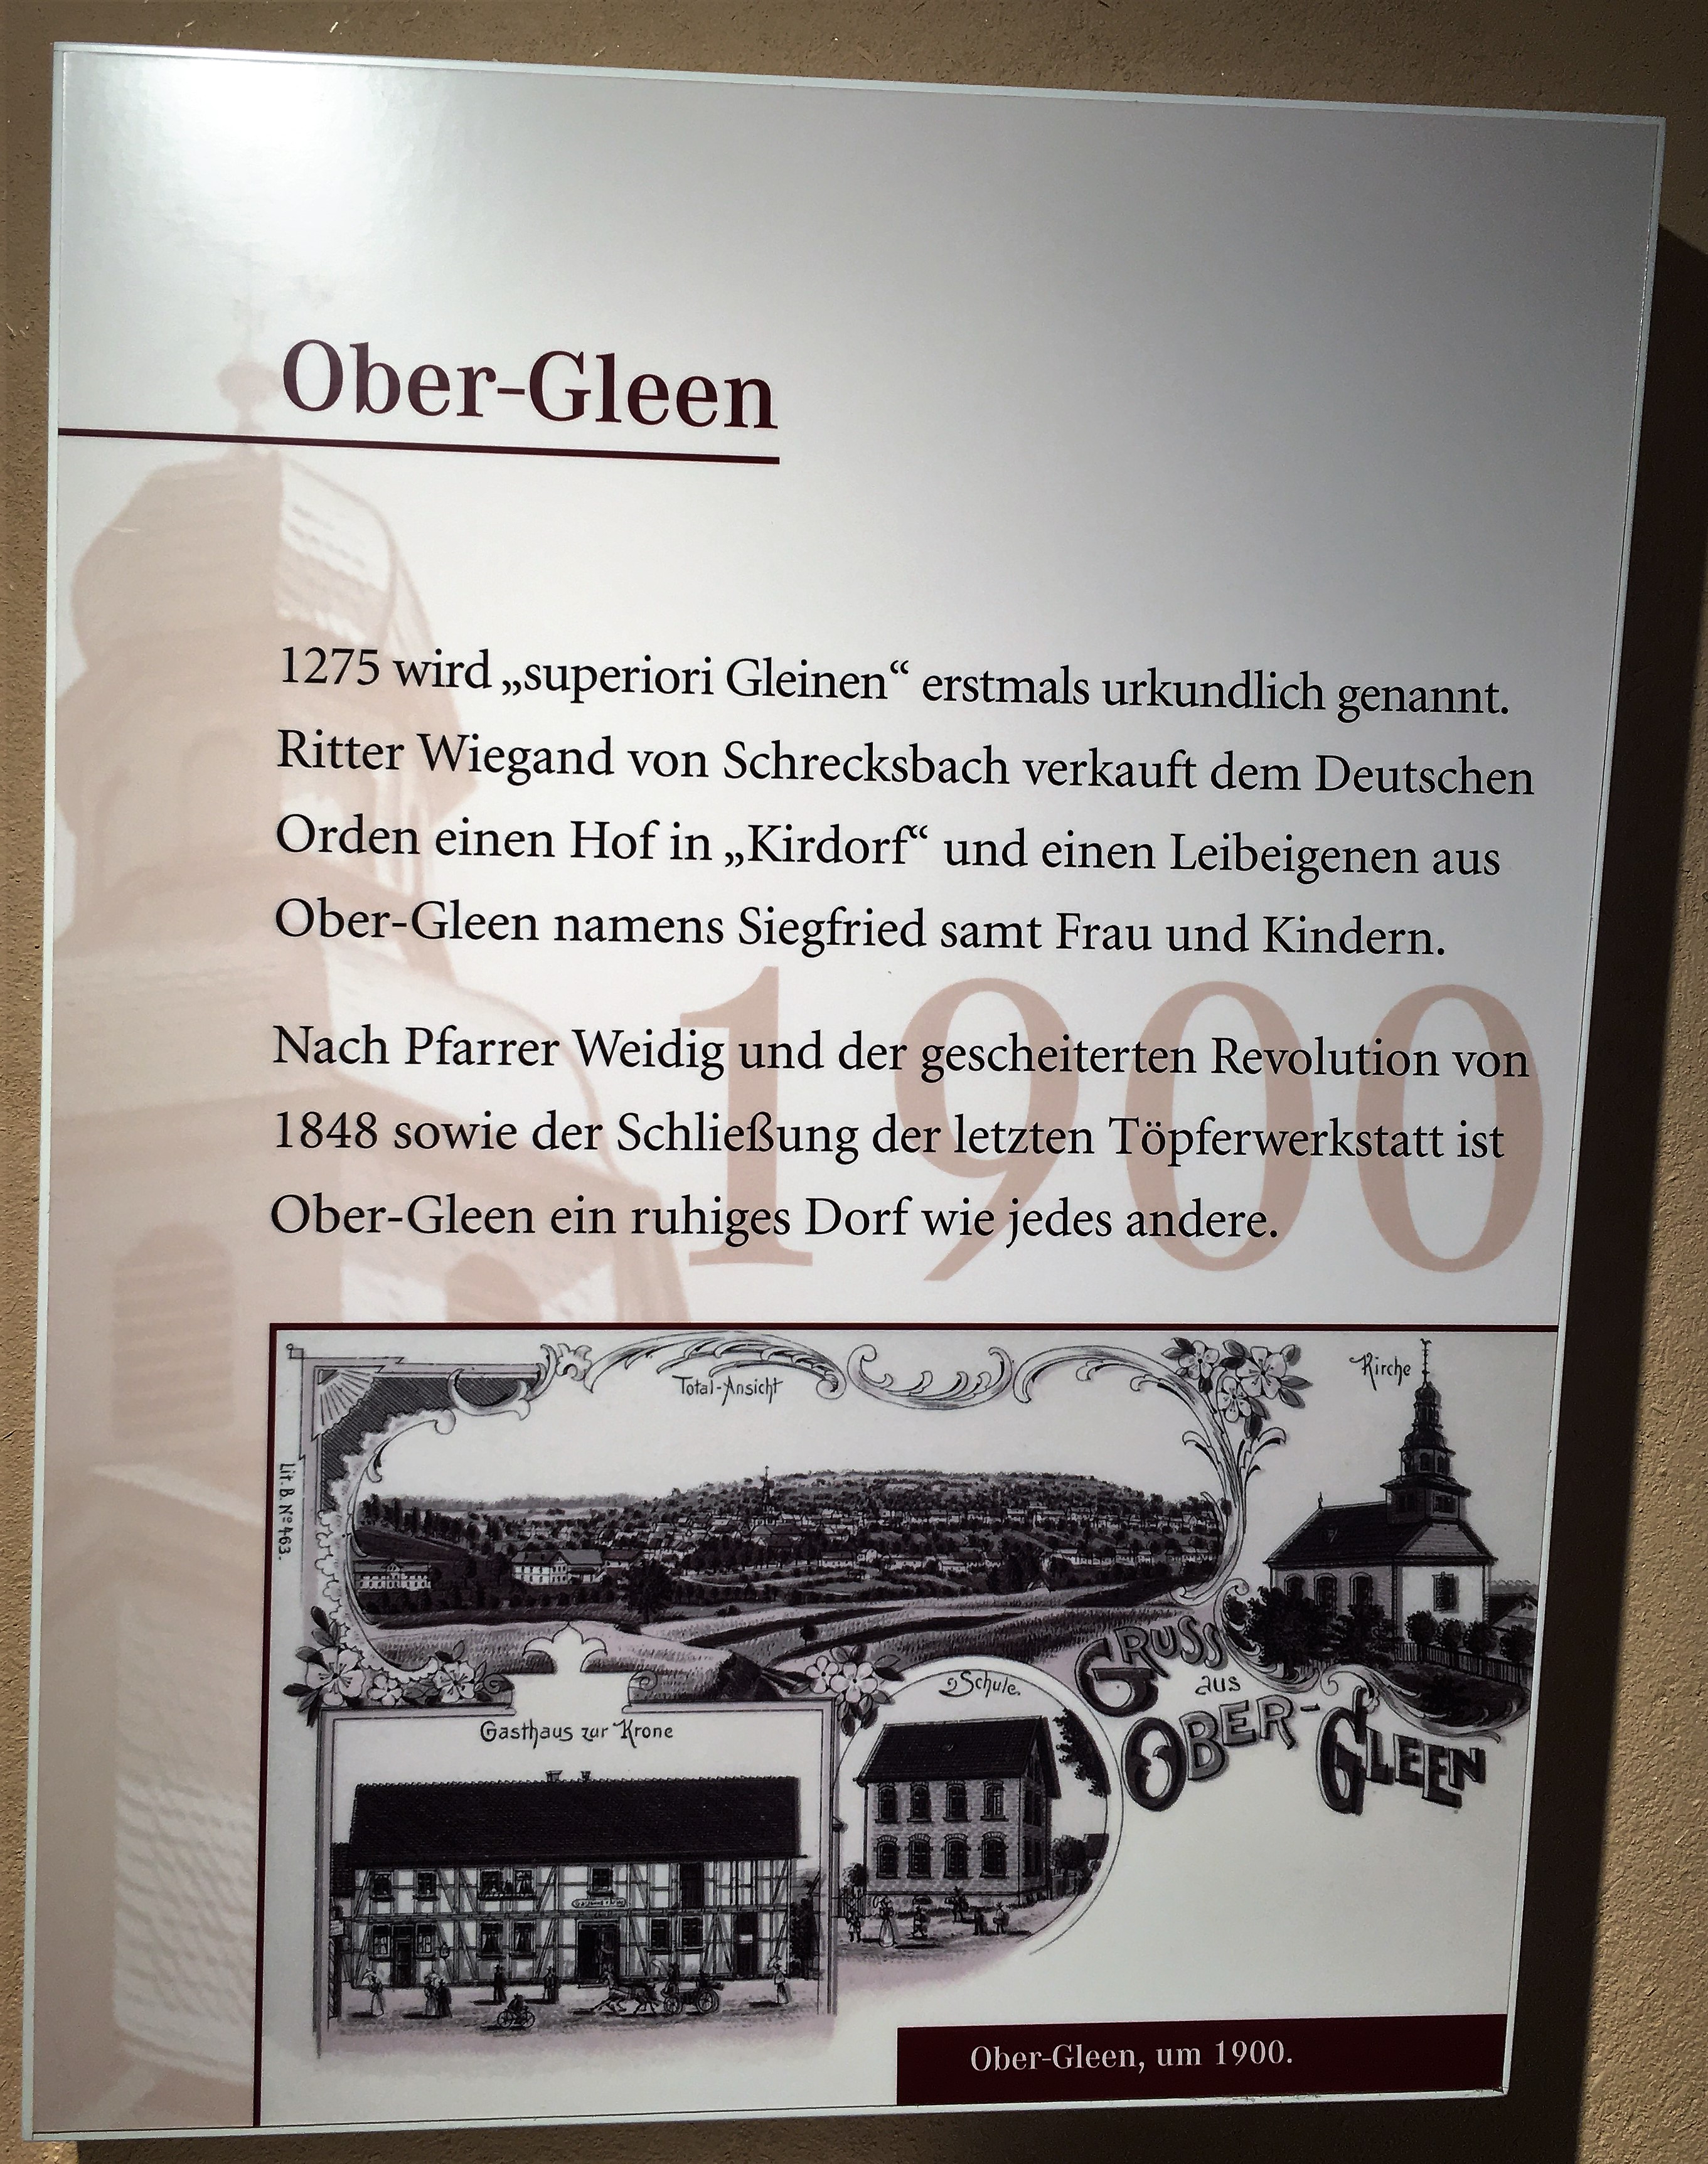 Ober-Gleen
1275 wird „superiori Gleinen“ erstmals urkundlich genannt.
Ritter Wiegand von Schrecksbach verkauft dem Deutschen
Orden einen Hof in „Kirdorf“ und einen Leibeigenen aus
Ober-Gleen namens Siegfried samt Frau und Kindern.
1900
Nach Pfarrer Weidig und der gescheiterten Revolution von
1848 sowie der Schließung der letzten Töpferwerkstatt ist
Ober-Gleen ein ruhiges Dorf wie jedes andere.
Total-Ansicht
Kirche
Lit. B. Nº 463.
GRUSS
aus
OBER-GLEEN
Schule.
Gasthaus zur Krone
Ober-Gleen, um 1900.